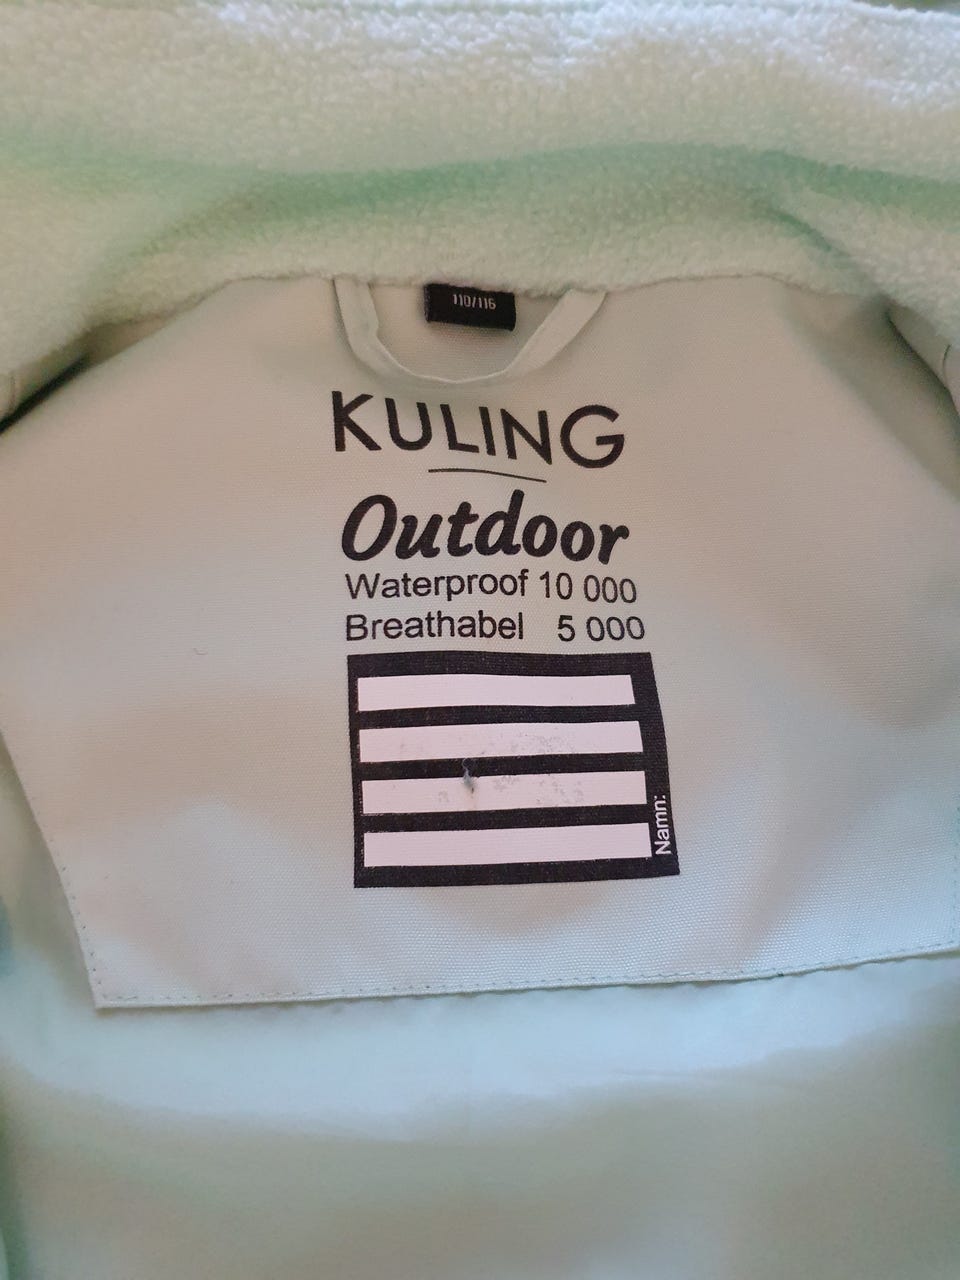 110/116
KULING
Outdoor
Waterproof 10 000
Breathabel 5 000
Namn: